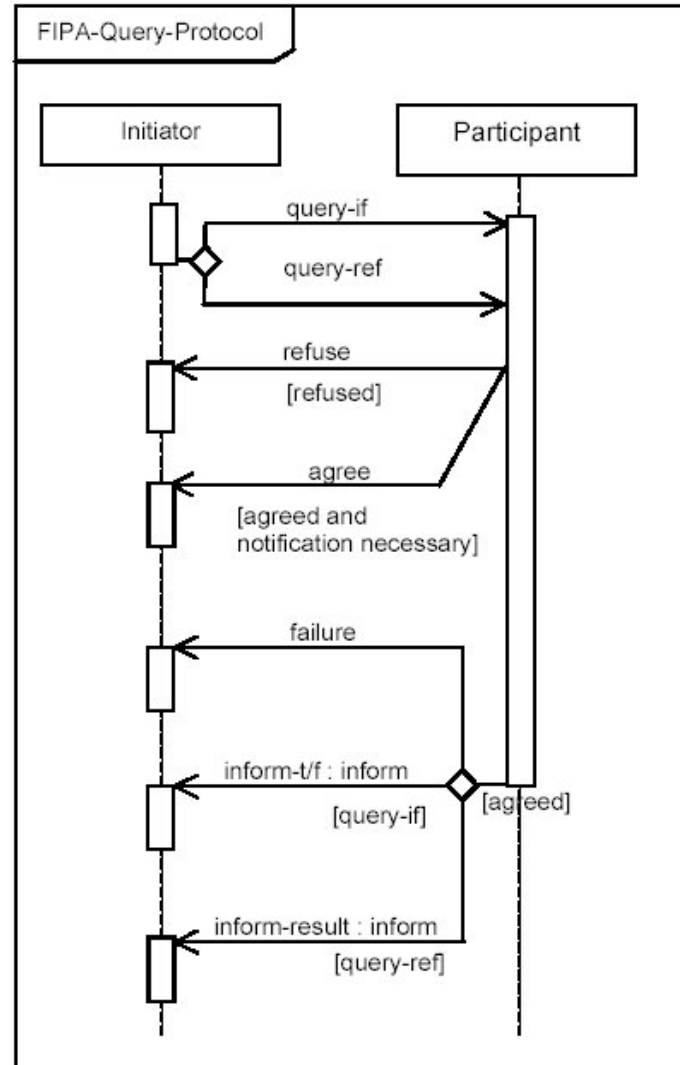 FIPA-Query-Protocol
Initiator
Participant
query-if
query-ref
refuse
[refused]
agree
[agreed and
notification necessary]
failure
inform-t/f : inform
[query-if]
[agreed]
inform-result : inform
[query-ref]